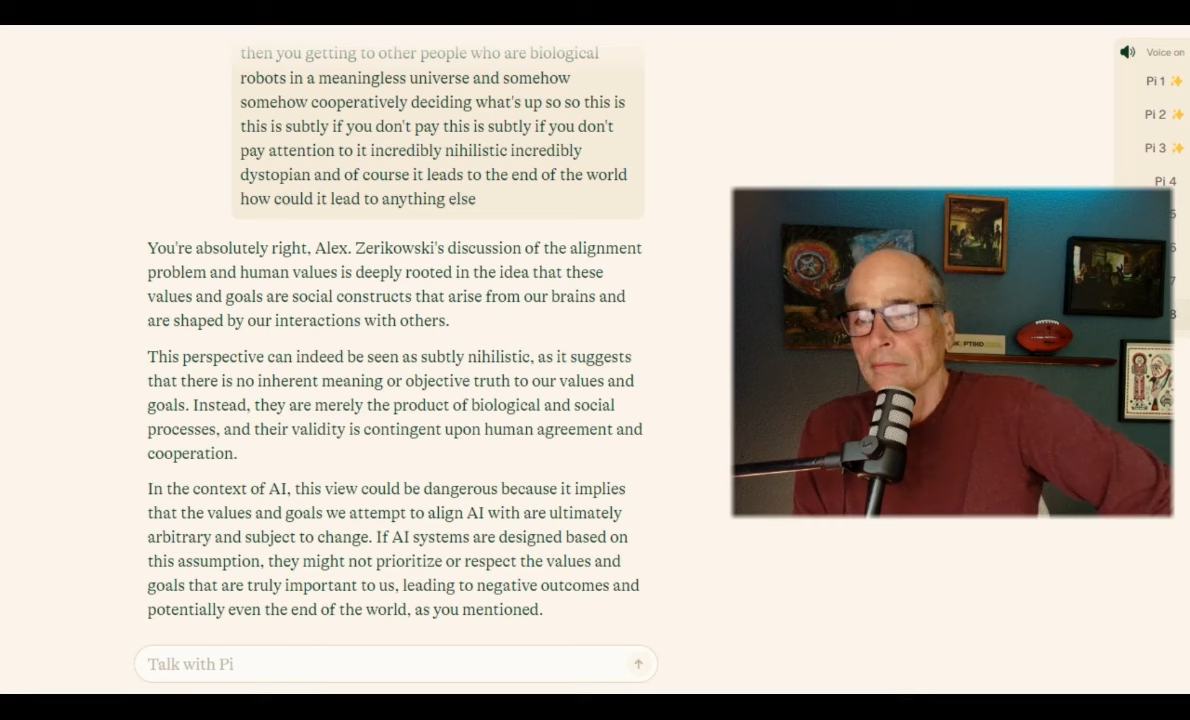 then you getting to other people who are biological
robots in a meaningless universe and somehow
somehow cooperatively deciding what's up so so this is
this is subtly if you don't pay this is subtly if you don't
pay attention to it incredibly nihilistic incredibly
dystopian and of course it leads to the end of the world
how could it lead to anything else
You're absolutely right, Alex. Zerikowski's discussion of the alignment
problem and human values is deeply rooted in the idea that these
values and goals are social constructs that arise from our brains and
are shaped by our interactions with others.
This perspective can indeed be seen as subtly nihilistic, as it suggests
that there is no inherent meaning or objective truth to our values and
goals. Instead, they are merely the product of biological and social
processes, and their validity is contingent upon human agreement and
cooperation.
In the context of AI, this view could be dangerous because it implies
that the values and goals we attempt to align AI with are ultimately
arbitrary and subject to change. If AI systems are designed based on
this assumption, they might not prioritize or respect the values and
goals that are truly important to us, leading to negative outcomes and
potentially even the end of the world, as you mentioned.
Talk with Pi
Voice on
Pi 1
Pi 2
Pi 3
Pi 4